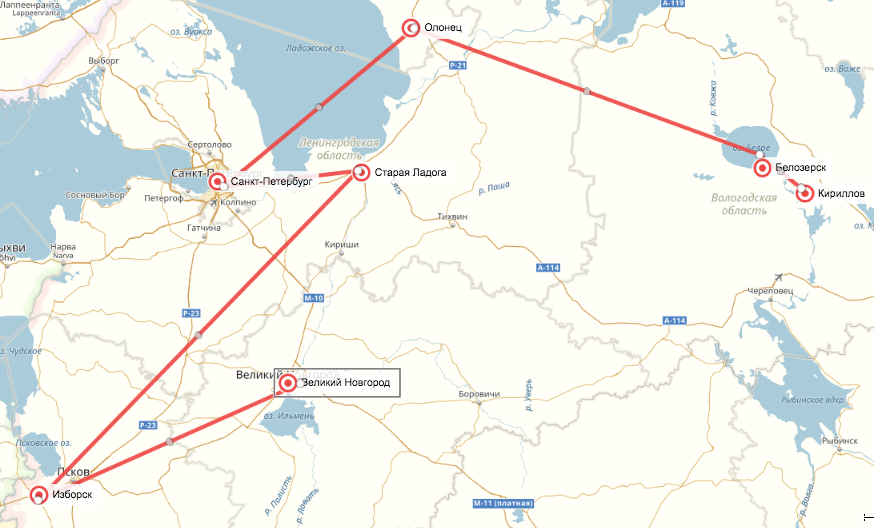 Лаппеенранта
Lappeenranta
оз. Вуокса
Выборг
Ладожское оз.
Олонец
Р-21
А-119
р. Ковжа
оз. Воже
Сертолово
Ленинградская
область
Санкт-Петербург
Старая Ладога
оз. Белое
Белозерск
Кириллов
Вологодская
область
Сосновый Бор
Петергоф
Колпино
Гатчина
р. Паша
Тихвин
Нарва
Narva
Кириши
А-114
Череповец
М-10
Р-23
А-114
оз. Чудское
Великий Новгород
Боровичи
р. Уверь
Рыбинское вдхр.
оз. Ильмень
Р-23
Псковское оз.
Рыбинск
Псков
Изборск
р. Полисть
р. Ловать
М-11 (платная)
р. Волга